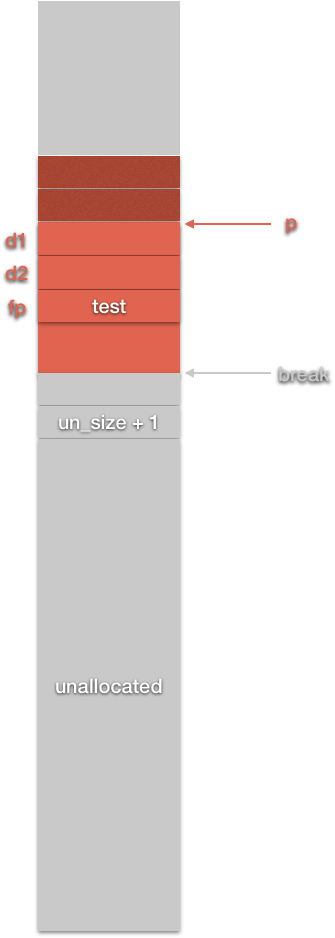 p
d1
d2
fp
test
break
un_size + 1
unallocated